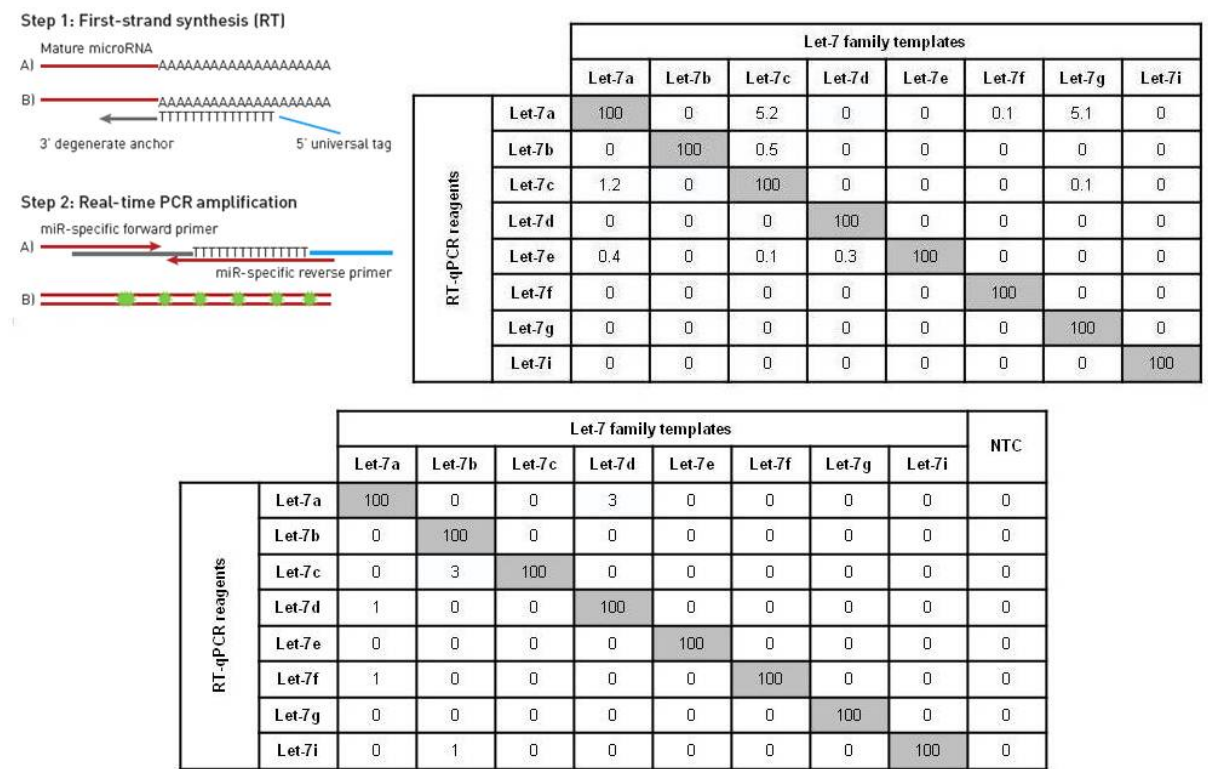 Step 1: First-strand synthesis (RT)
Mature microRNA
A) AAAAAAAAAAAAAAAAAAAAA
B) AAAAAAAAAAAAAAAAAAAAA
TTTTTTTTTTTTTTT
3' degenerate anchor 5' universal tag
Step 2: Real-time PCR amplification
miR-specific forward primer
A) TTTTTTTTTTTTTTT
miR-specific reverse primer
B)
Let-7 family templates
Let-7a Let-7b Let-7c Let-7d Let-7e Let-7f Let-7g Let-7i
RT-qPCR reagents
Let-7a 100 0 5.2 0 0 0.1 5.1 0
Let-7b 0 100 0.5 0 0 0 0 0
Let-7c 1.2 0 100 0 0 0 0.1 0
Let-7d 0 0 0 100 0 0 0 0
Let-7e 0.4 0 0.1 0.3 100 0 0 0
Let-7f 0 0 0 0 0 100 0 0
Let-7g 0 0 0 0 0 0 100 0
Let-7i 0 0 0 0 0 0 0 100
Let-7 family templates NTC
Let-7a Let-7b Let-7c Let-7d Let-7e Let-7f Let-7g Let-7i
RT-qPCR reagents
Let-7a 100 0 0 3 0 0 0 0 0
Let-7b 0 100 0 0 0 0 0 0 0
Let-7c 0 3 100 0 0 0 0 0 0
Let-7d 1 0 0 100 0 0 0 0 0
Let-7e 0 0 0 0 100 0 0 0 0
Let-7f 1 0 0 0 0 100 0 0 0
Let-7g 0 0 0 0 0 0 100 0 0
Let-7i 0 1 0 0 0 0 0 100 0